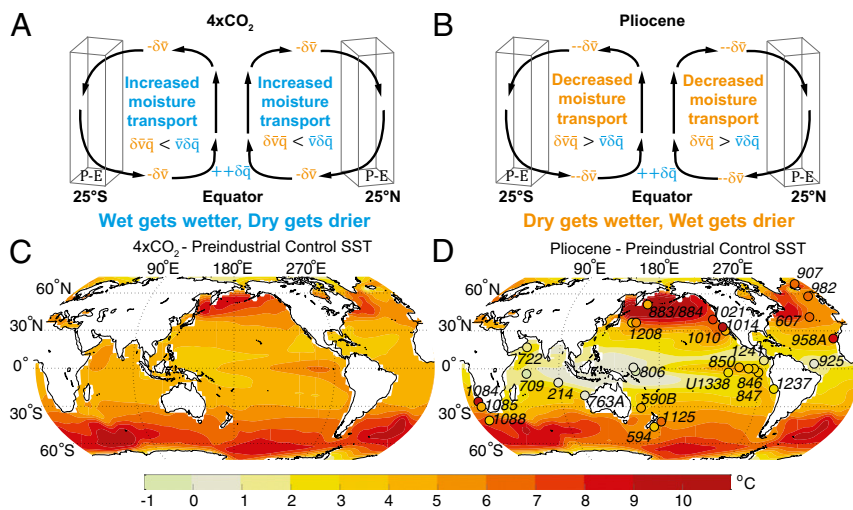 A
4xCO₂
-δv̄
-δv̄
Increased
moisture
transport
Increased
moisture
transport
δv̄q̄ < v̄δq̄
δv̄q̄ < v̄δq̄
P-E
-δv̄
++δq̄
-δv̄
P-E
25°S
Equator
25°N
Wet gets wetter, Dry gets drier
B
Pliocene
--δv̄
--δv̄
Decreased
moisture
transport
Decreased
moisture
transport
δv̄q̄ > v̄δq̄
δv̄q̄ > v̄δq̄
P-E
--δv̄
++δq̄
--δv̄
P-E
25°S
Equator
25°N
Dry gets wetter, Wet gets drier
C
4xCO₂ - Preindustrial Control SST
90°E
180°E
270°E
60°N
30°N
0°
30°S
60°S
D
Pliocene - Preindustrial Control SST
90°E
180°E
270°E
60°N
30°N
0°
30°S
60°S
907
982
883/884
1021
1014
607
1208
1010
958A
722
1241
850
925
806
709
U1338
846
847
1237
1084
214
763A
590B
1085
1125
1088
594
-1
0
1
2
3
4
5
6
7
8
9
10
°C